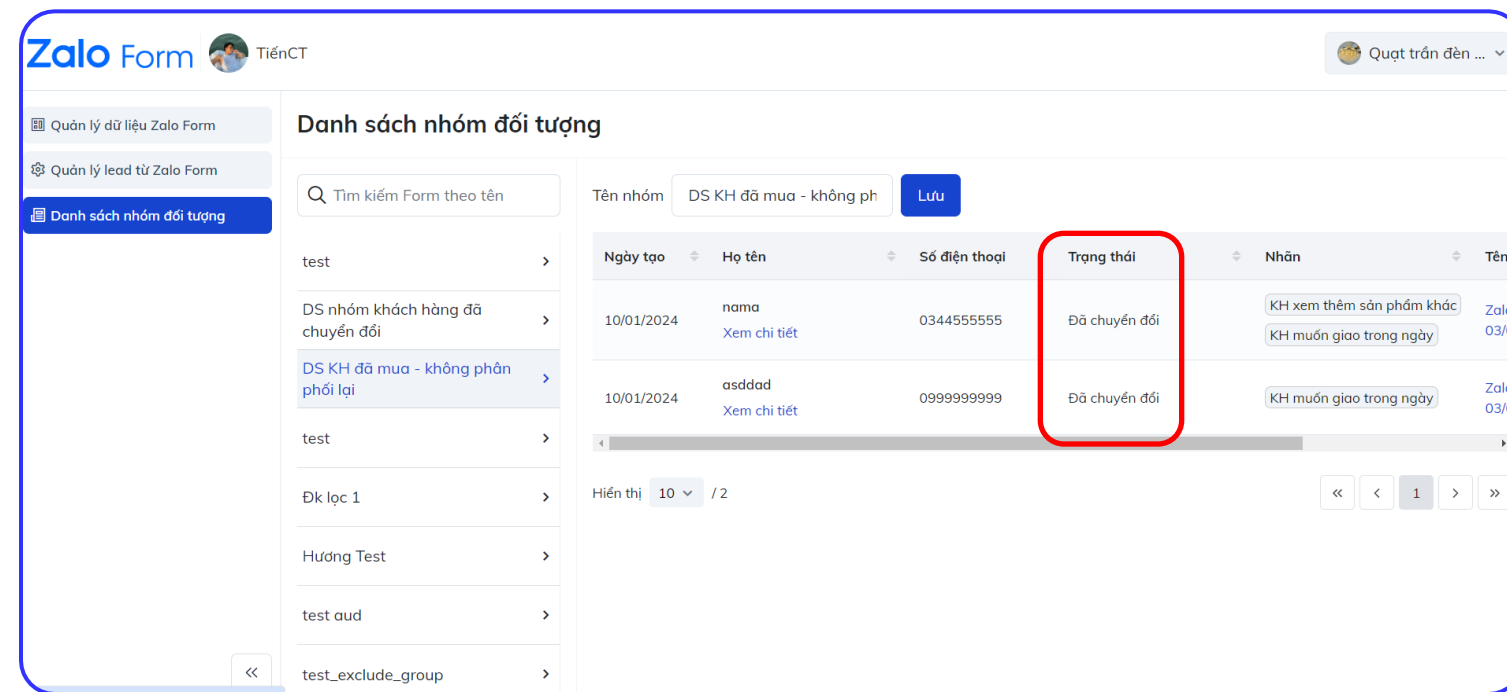 Zalo Form TiếnCT
Quạt trần đèn ...
Quản lý dữ liệu Zalo Form
Quản lý lead từ Zalo Form
Danh sách nhóm đối tượng
Danh sách nhóm đối tượng
Tìm kiếm Form theo tên
test
DS nhóm khách hàng đã
chuyển đổi
DS KH đã mua - không phân
phối lại
test
Đk lọc 1
Hương Test
test aud
test_exclude_group
Tên nhóm DS KH đã mua - không ph Lưu
Ngày tạo Họ tên Số điện thoại Trạng thái Nhãn Tên
10/01/2024 nama 0344555555 Đã chuyển đổi KH xem thêm sản phẩm khác
Xem chi tiết KH muốn giao trong ngày
10/01/2024 asddad 0999999999 Đã chuyển đổi KH muốn giao trong ngày
Xem chi tiết
Hiển thị 10 / 2
« < 1 > »